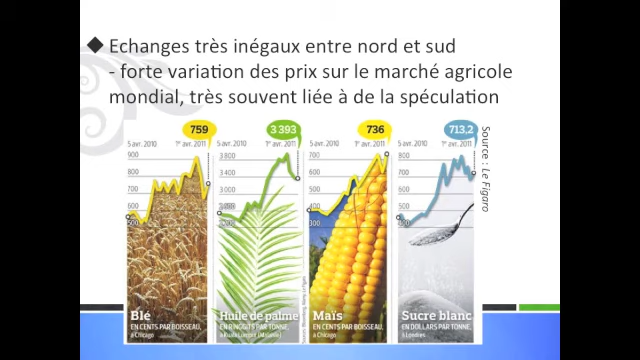 Echanges très inégaux entre nord et sud
- forte variation des prix sur le marché agricole
mondial, très souvent liée à de la spéculation
759
5 avr. 2010 1er avr. 2011
900
800
700
600
500
Blé
EN CENTS PAR BOISSEAU,
à Chicago
3 393
5 avr. 2010 1er avr. 2011
3 800
3 400
3 000
Huile de palme
EN RINGGITS PAR TONNE,
à Kuala Lumpur (Malaisie)
736
5 avr. 2010 1er avr. 2011
700
600
500
400
300
Maïs
EN CENTS PAR BOISSEAU,
à Chicago
713,2
5 avr. 2010 1er avr. 2011
800
700
600
500
400
Sucre blanc
EN DOLLARS PAR TONNE,
à Londres
Source : Le Figaro